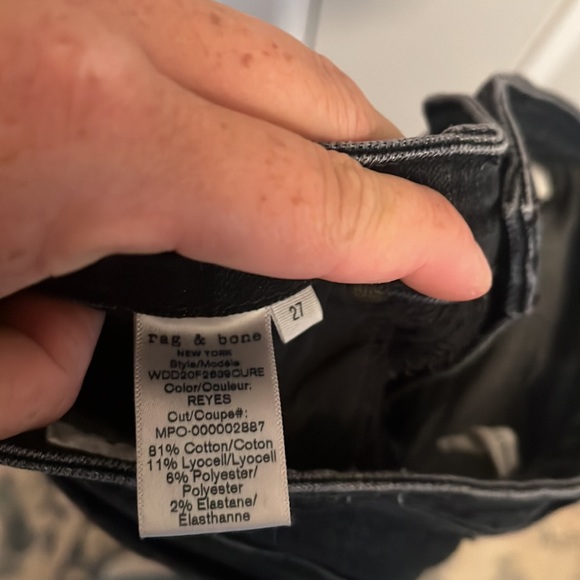 27
rag & bone
NEW YORK
Style/Modèle
WDD20F2639CURE
Color/Couleur:
REYES
Cut/Coupe#:
MPO-000002887
81% Cotton/Coton
11% Lyocell/Lyocell
6% Polyester/
Polyester
2% Elastane/
Elasthanne